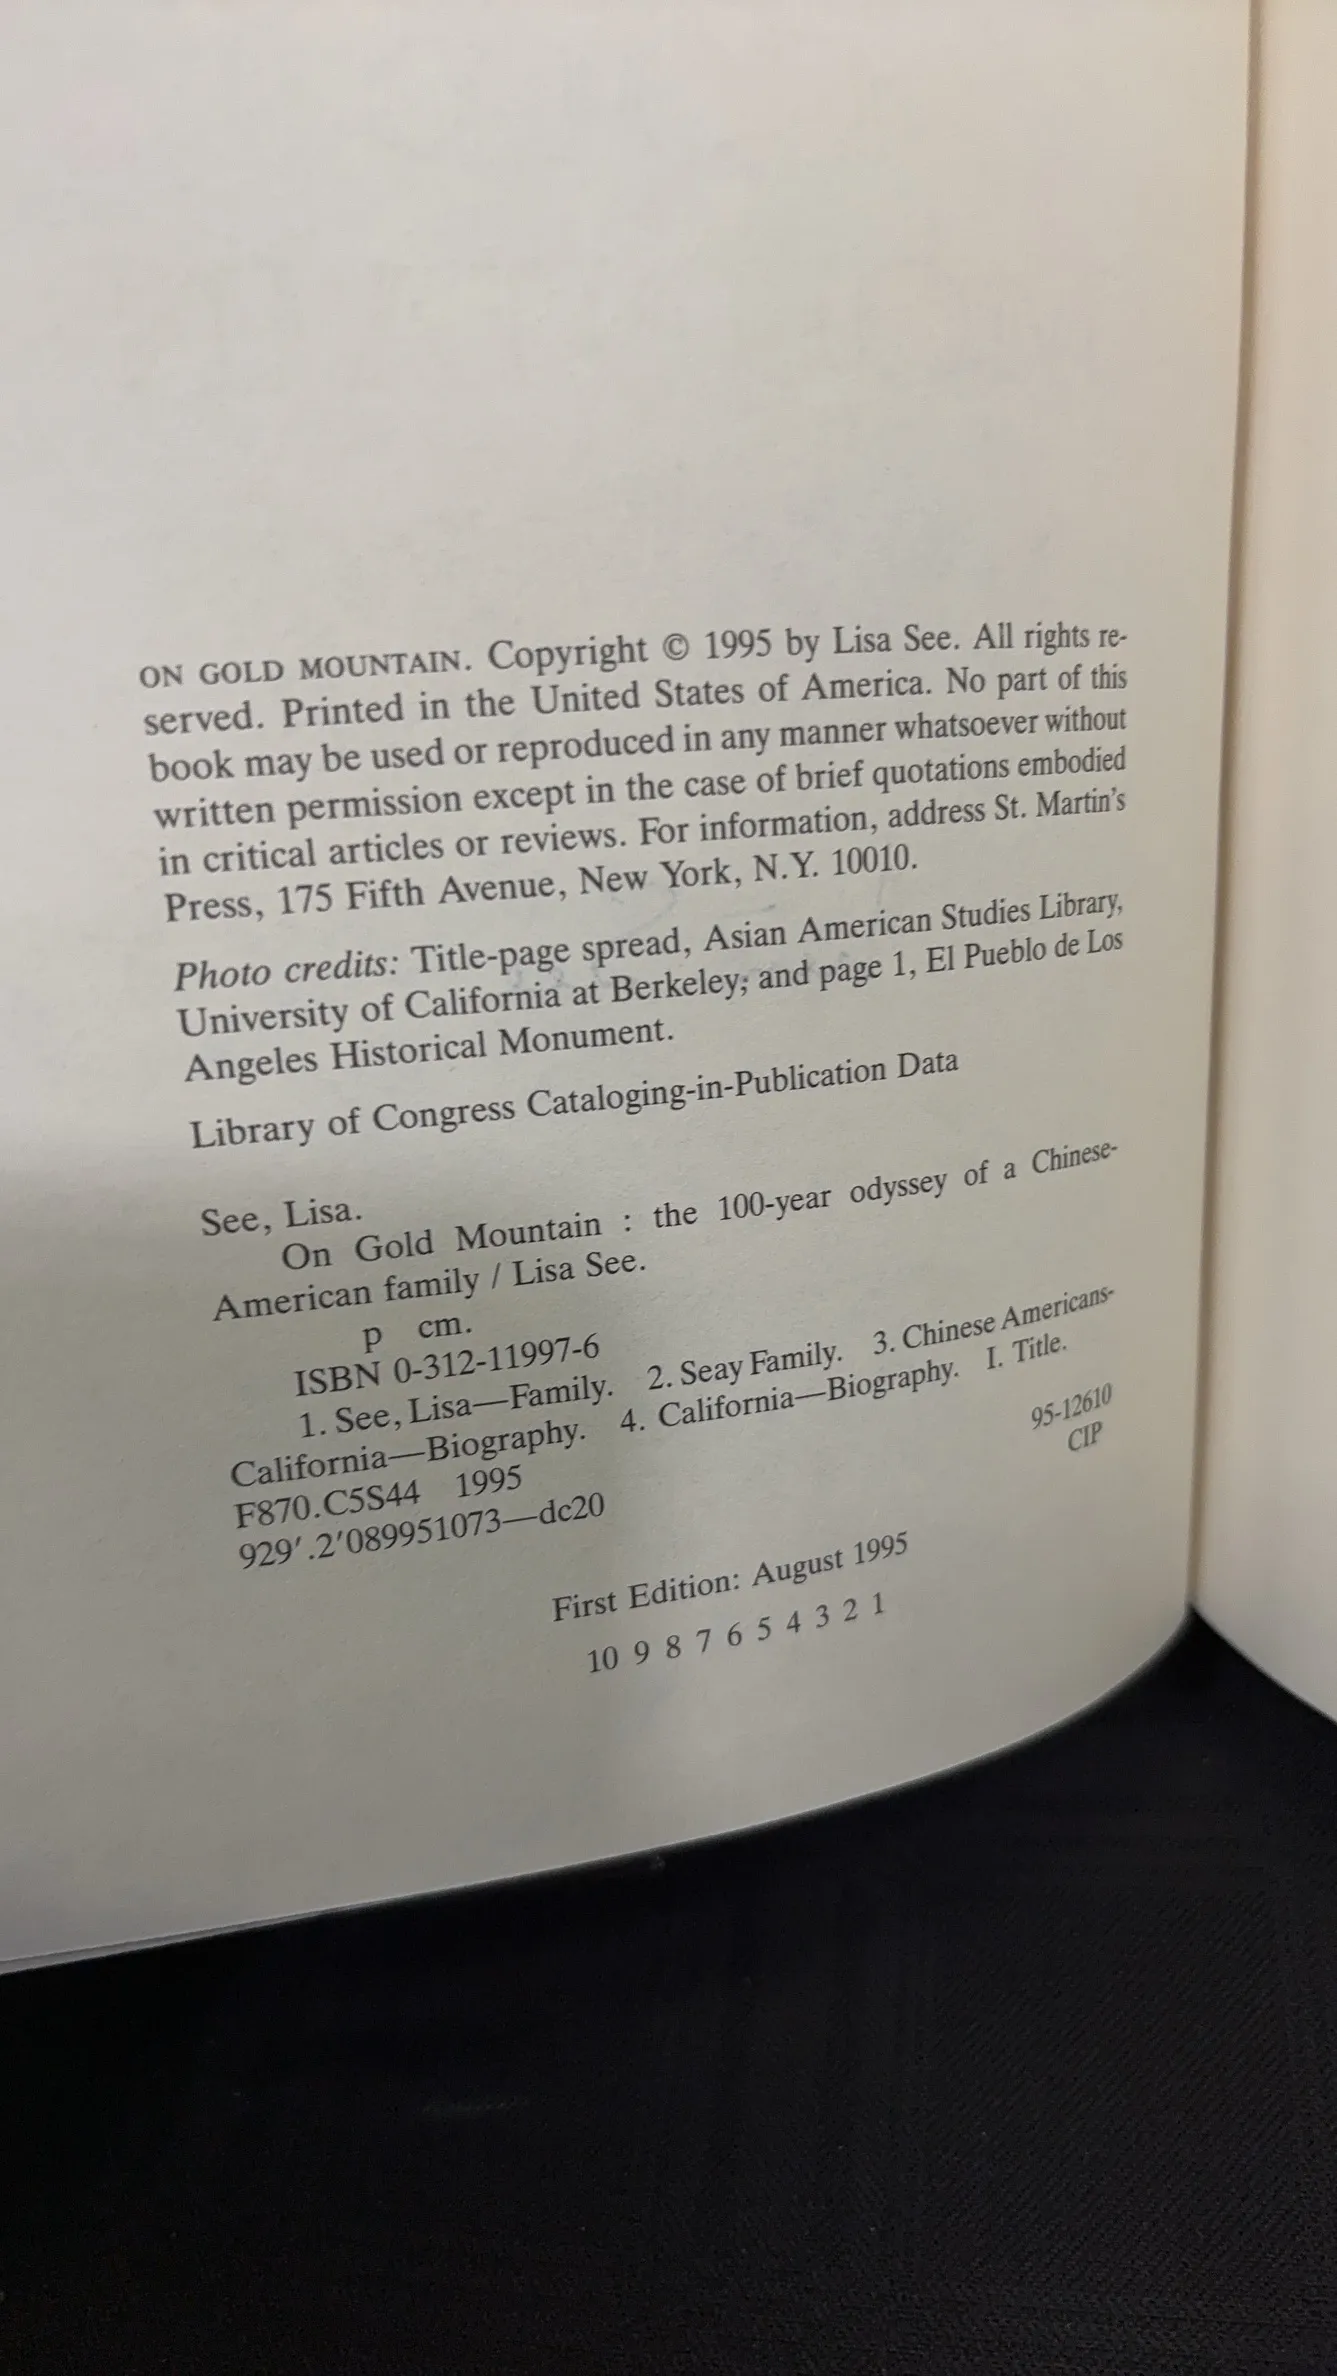 ON GOLD MOUNTAIN. Copyright © 1995 by Lisa See. All rights re-
served. Printed in the United States of America. No part of this
book may be used or reproduced in any manner whatsoever without
written permission except in the case of brief quotations embodied
in critical articles or reviews. For information, address St. Martin's
Press, 175 Fifth Avenue, New York, N.Y. 10010.
Photo credits: Title-page spread, Asian American Studies Library,
University of California at Berkeley; and page 1, El Pueblo de Los
Angeles Historical Monument.
Library of Congress Cataloging-in-Publication Data
See, Lisa.
On Gold Mountain : the 100-year odyssey of a Chinese-
American family / Lisa See.
p cm.
ISBN 0-312-11997-6
1. See, Lisa—Family. 2. Seay Family. 3. Chinese Americans-
California—Biography. 4. California—Biography. I. Title.
F870.C5S44 1995
929′.2′089951073—dc20
95-12610
CIP
First Edition: August 1995
10 9 8 7 6 5 4 3 2 1